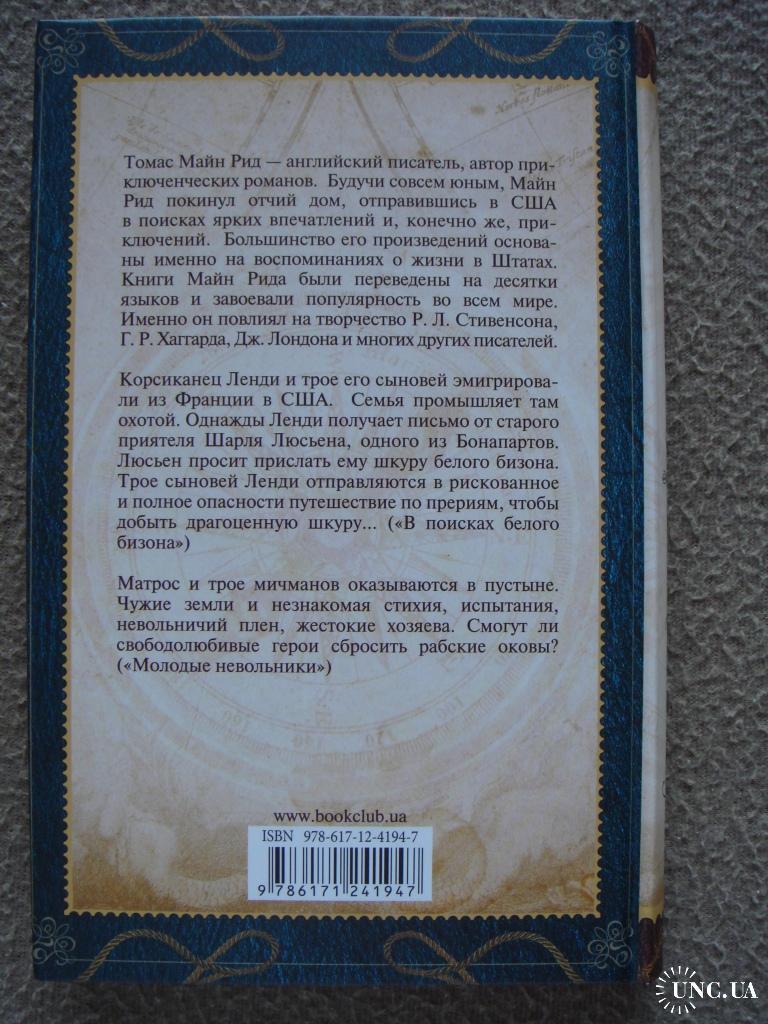 Томас Майн Рид — английский писатель, автор при-
ключенческих романов. Будучи совсем юным, Майн
Рид покинул отчий дом, отправившись в США
в поисках ярких впечатлений и, конечно же, при-
ключений. Большинство его произведений основа-
ны именно на воспоминаниях о жизни в Штатах.
Книги Майн Рида были переведены на десятки
языков и завоевали популярность во всем мире.
Именно он повлиял на творчество Р. Л. Стивенсона,
Г. Р. Хаггарда, Дж. Лондона и многих других писателей.
Корсиканец Ленди и трое его сыновей эмигрирова-
ли из Франции в США. Семья промышляет там
охотой. Однажды Ленди получает письмо от старого
приятеля Шарля Люсьена, одного из Бонапартов.
Люсьен просит прислать ему шкуру белого бизона.
Трое сыновей Ленди отправляются в рискованное
и полное опасности путешествие по прериям, чтобы
добыть драгоценную шкуру... («В поисках белого
бизона»)
Матрос и трое мичманов оказываются в пустыне.
Чужие земли и незнакомая стихия, испытания,
невольничий плен, жестокие хозяева. Смогут ли
свободолюбивые герои сбросить рабские оковы?
(«Молодые невольники»)
www.bookclub.ua
ISBN 978-617-12-4194-7
9 786171 241947
UNC.UA